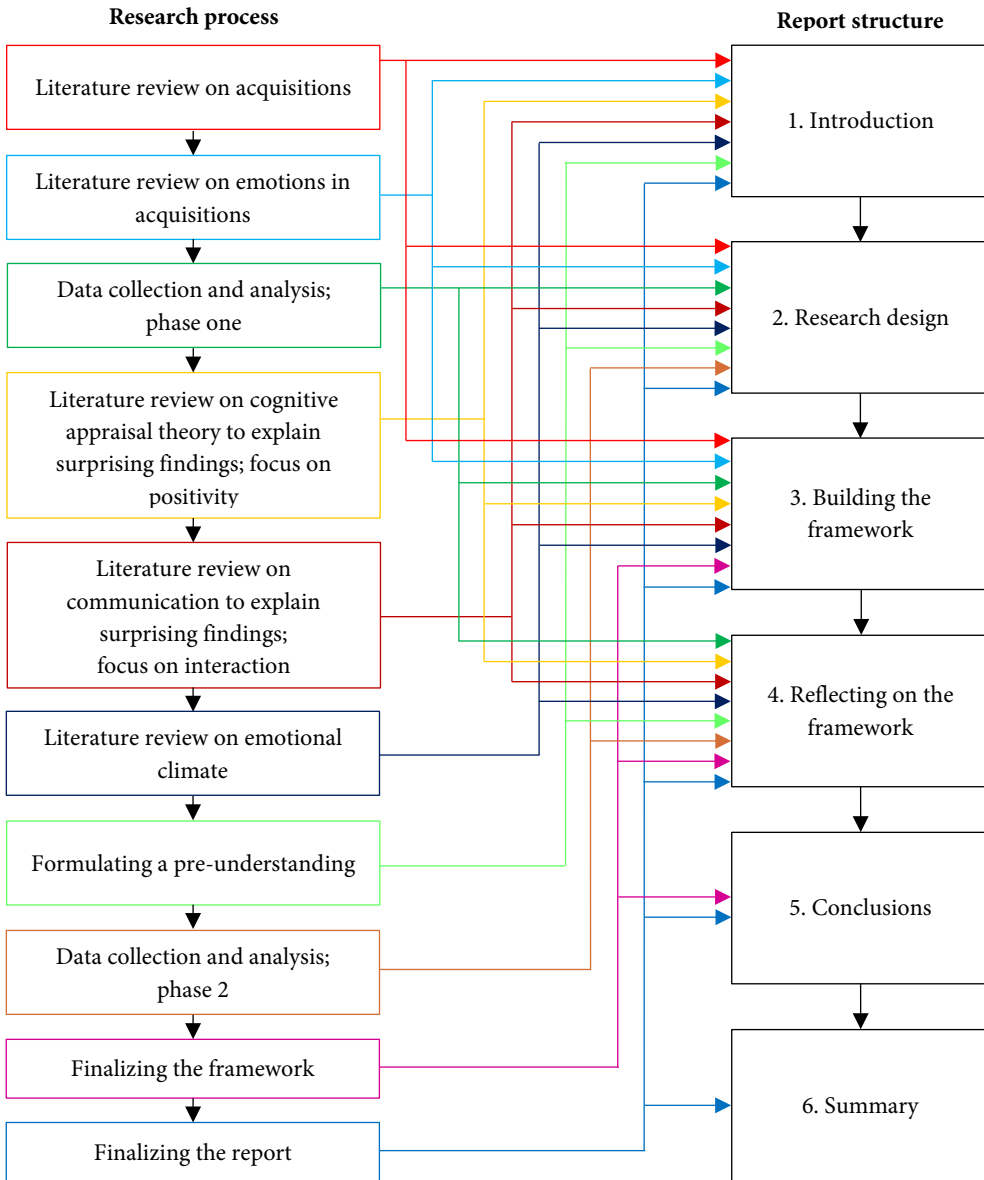 Research process
Literature review on acquisitions
Literature review on emotions in
acquisitions
Data collection and analysis;
phase one
Literature review on cognitive
appraisal theory to explain
surprising findings; focus on
positivity
Literature review on
communication to explain
surprising findings;
focus on interaction
Literature review on emotional
climate
Formulating a pre-understanding
Data collection and analysis;
phase 2
Finalizing the framework
Finalizing the report
Report structure
1. Introduction
2. Research design
3. Building the
framework
4. Reflecting on the
framework
5. Conclusions
6. Summary